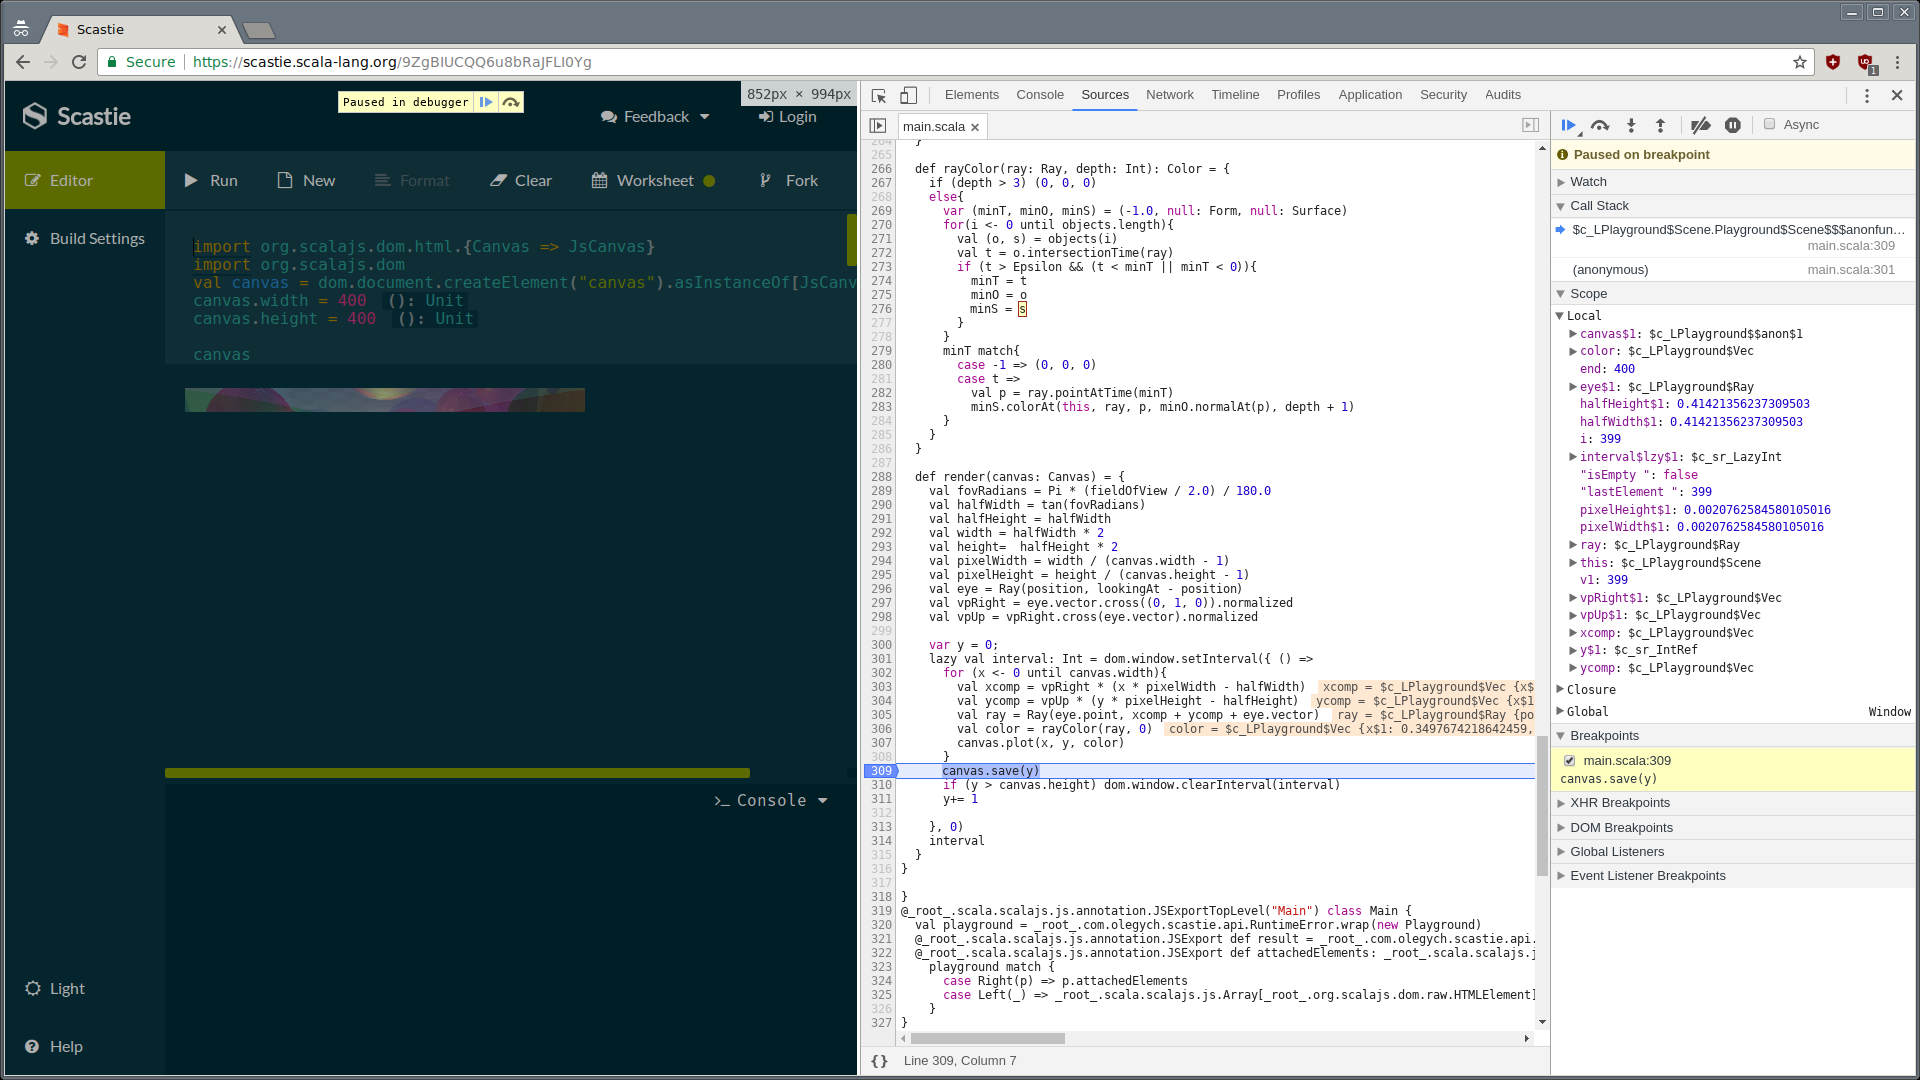 Scastie
Secure https://scastie.scala-lang.org/9ZgBIUCQQ6u8bRaJFLI0Yg
1
Paused in debugger
852px × 994px
Scastie
Feedback
Login
Editor
Run
New
Format
Clear
Worksheet
Fork
Build Settings
import org.scalajs.dom.html.{Canvas => JsCanvas}
import org.scalajs.dom
val canvas = dom.document.createElement("canvas").asInstanceOf[JsCanv
canvas.width = 400 (): Unit
canvas.height = 400 (): Unit
canvas
>_ Console
Light
Help
Elements Console Sources Network Timeline Profiles Application Security Audits
main.scala
264 }
265
266 def rayColor(ray: Ray, depth: Int): Color = {
267 if (depth > 3) (0, 0, 0)
268 else{
269 var (minT, minO, minS) = (-1.0, null: Form, null: Surface)
270 for(i <- 0 until objects.length){
271 val (o, s) = objects(i)
272 val t = o.intersectionTime(ray)
273 if (t > Epsilon && (t < minT || minT < 0)){
274 minT = t
275 minO = o
276 minS = s
277 }
278 }
279 minT match{
280 case -1 => (0, 0, 0)
281 case t =>
282 val p = ray.pointAtTime(minT)
283 minS.colorAt(this, ray, p, minO.normalAt(p), depth + 1)
284 }
285 }
286 }
287
288 def render(canvas: Canvas) = {
289 val fovRadians = Pi * (fieldOfView / 2.0) / 180.0
290 val halfWidth = tan(fovRadians)
291 val halfHeight = halfWidth
292 val width = halfWidth * 2
293 val height=  halfHeight * 2
294 val pixelWidth = width / (canvas.width - 1)
295 val pixelHeight = height / (canvas.height - 1)
296 val eye = Ray(position, lookingAt - position)
297 val vpRight = eye.vector.cross((0, 1, 0)).normalized
298 val vpUp = vpRight.cross(eye.vector).normalized
299
300 var y = 0;
301 lazy val interval: Int = dom.window.setInterval({ () =>
302 for (x <- 0 until canvas.width){
303 val xcomp = vpRight * (x * pixelWidth - halfWidth) xcomp = $c_LPlayground$Vec {x$
304 val ycomp = vpUp * (y * pixelHeight - halfHeight) ycomp = $c_LPlayground$Vec {x$1
305 val ray = Ray(eye.point, xcomp + ycomp + eye.vector) ray = $c_LPlayground$Ray {po
306 val color = rayColor(ray, 0) color = $c_LPlayground$Vec {x$1: 0.3497674218642459,
307 canvas.plot(x, y, color)
308 }
309 canvas.save(y)
310 if (y > canvas.height) dom.window.clearInterval(interval)
311 y+= 1
312
313 }, 0)
314 interval
315 }
316 }
317
318 }
319 @_root_.scala.scalajs.js.annotation.JSExportTopLevel("Main") class Main {
320 val playground = _root_.com.olegych.scastie.api.RuntimeError.wrap(new Playground)
321 @_root_.scala.scalajs.js.annotation.JSExport def result = _root_.com.olegych.scastie.api.
322 @_root_.scala.scalajs.js.annotation.JSExport def attachedElements: _root_.scala.scalajs.j
323 playground match {
324 case Right(p) => p.attachedElements
325 case Left(_) => _root_.scala.scalajs.js.Array[_root_.org.scalajs.dom.raw.HTMLElement]
326 }
327 }
{} Line 309, Column 7
Async
Paused on breakpoint
Watch
Call Stack
$c_LPlayground$Scene.Playground$Scene$$$anonfun…
main.scala:309
(anonymous) main.scala:301
Scope
Local
canvas$1: $c_LPlayground$$anon$1
color: $c_LPlayground$Vec
end: 400
eye$1: $c_LPlayground$Ray
halfHeight$1: 0.41421356237309503
halfWidth$1: 0.41421356237309503
i: 399
interval$lzy$1: $c_sr_LazyInt
"isEmpty ": false
"lastElement ": 399
pixelHeight$1: 0.0020762584580105016
pixelWidth$1: 0.0020762584580105016
ray: $c_LPlayground$Ray
this: $c_LPlayground$Scene
v1: 399
vpRight$1: $c_LPlayground$Vec
vpUp$1: $c_LPlayground$Vec
xcomp: $c_LPlayground$Vec
y$1: $c_sr_IntRef
ycomp: $c_LPlayground$Vec
Closure
Global Window
Breakpoints
main.scala:309
canvas.save(y)
XHR Breakpoints
DOM Breakpoints
Global Listeners
Event Listener Breakpoints